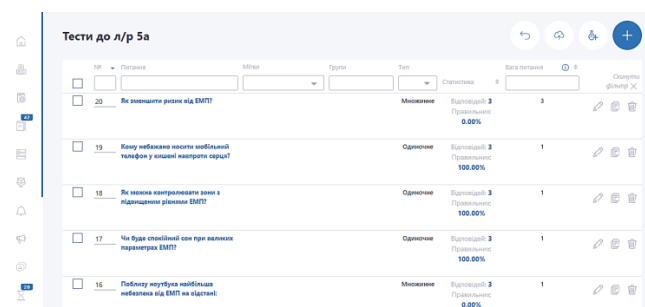 Тести до л/р 5а
№ Питання Мітки Групи Тип Статистика Вага питання
Скинути фільтр
20 Як зменшити ризик від ЕМП? Множинне Відповідей: 3 3
Правильних:
0.00%
19 Кому небажано носити мобільний Одиночне Відповідей: 3 1
телефон у кишені навпроти серця? Правильних:
100.00%
18 Як можна контролювати зони з Одиночне Відповідей: 3 1
підвищеним рівнями ЕМП? Правильних:
100.00%
17 Чи буде спокійний сон при великих Одиночне Відповідей: 3 1
параметрах ЕМП? Правильних:
100.00%
47
16 Поблизу ноутбука найбільша Множинне Відповідей: 3 1
небезпека від ЕМП на відстані: Правильних:
0.00%